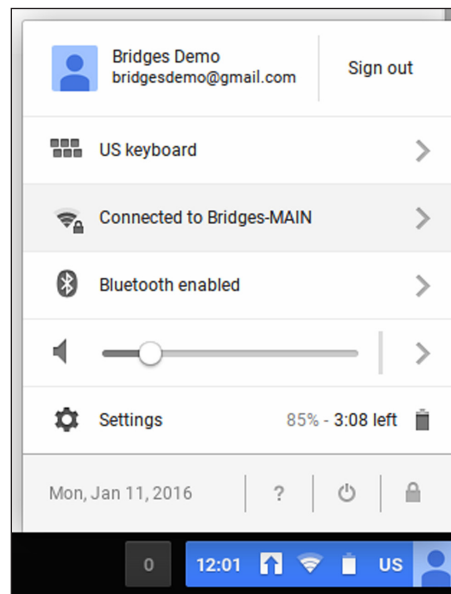 Bridges Demo
bridgesdemo@gmail.com
Sign out
US keyboard
Connected to Bridges-MAIN
Bluetooth enabled
Settings 85% - 3:08 left
Mon, Jan 11, 2016 ?
0 12:01 US